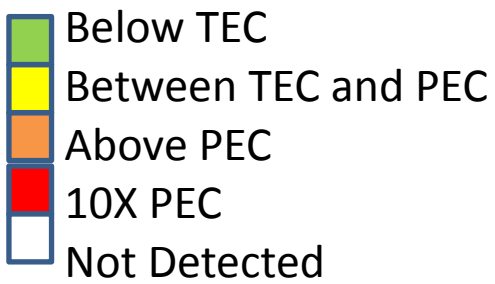 Below TEC
Between TEC and PEC
Above PEC
10X PEC
Not Detected